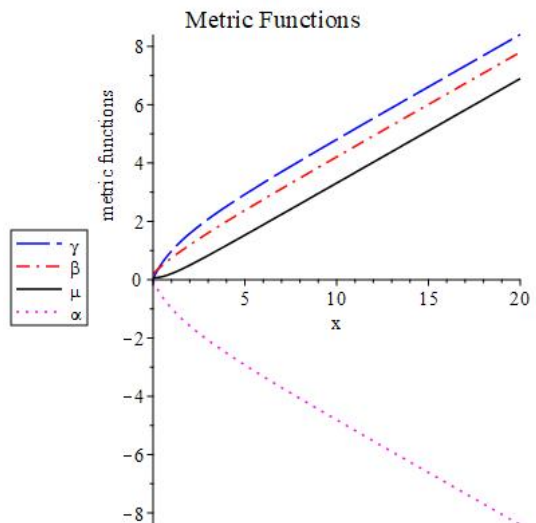 Metric Functions
metric functions
8
6
4
2
0
5
10
15
20
x
−2
−4
−6
−8
γ
β
μ
α